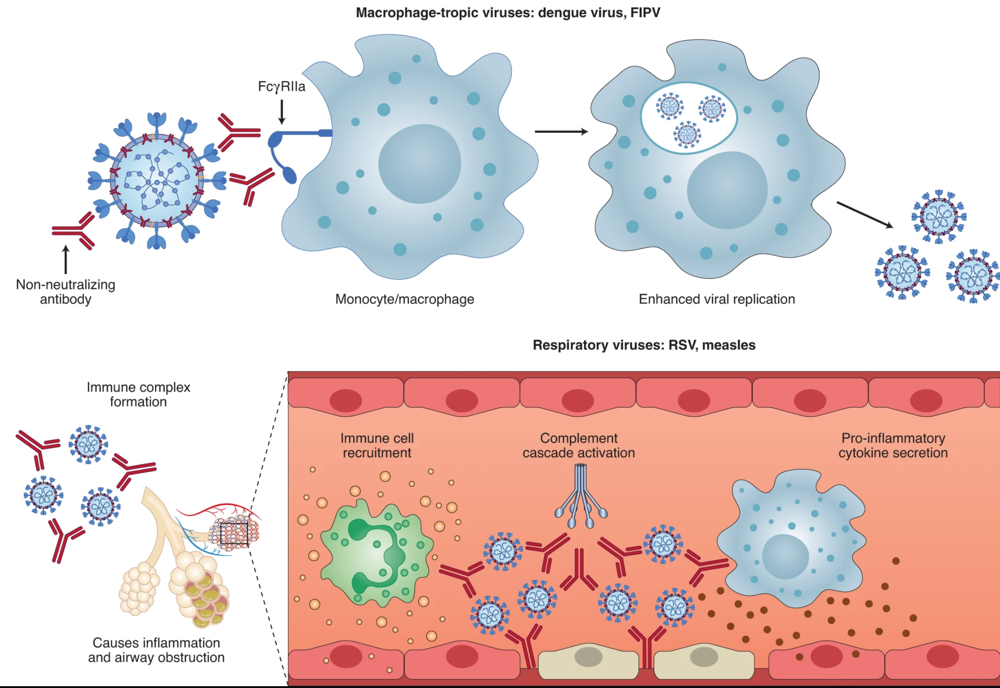 Macrophage-tropic viruses: dengue virus, FIPV
FcγRIIa
Non-neutralizing
antibody
Monocyte/macrophage
Enhanced viral replication
Respiratory viruses: RSV, measles
Immune complex
formation
Immune cell
recruitment
Complement
cascade activation
Pro-inflammatory
cytokine secretion
Causes inflammation
and airway obstruction